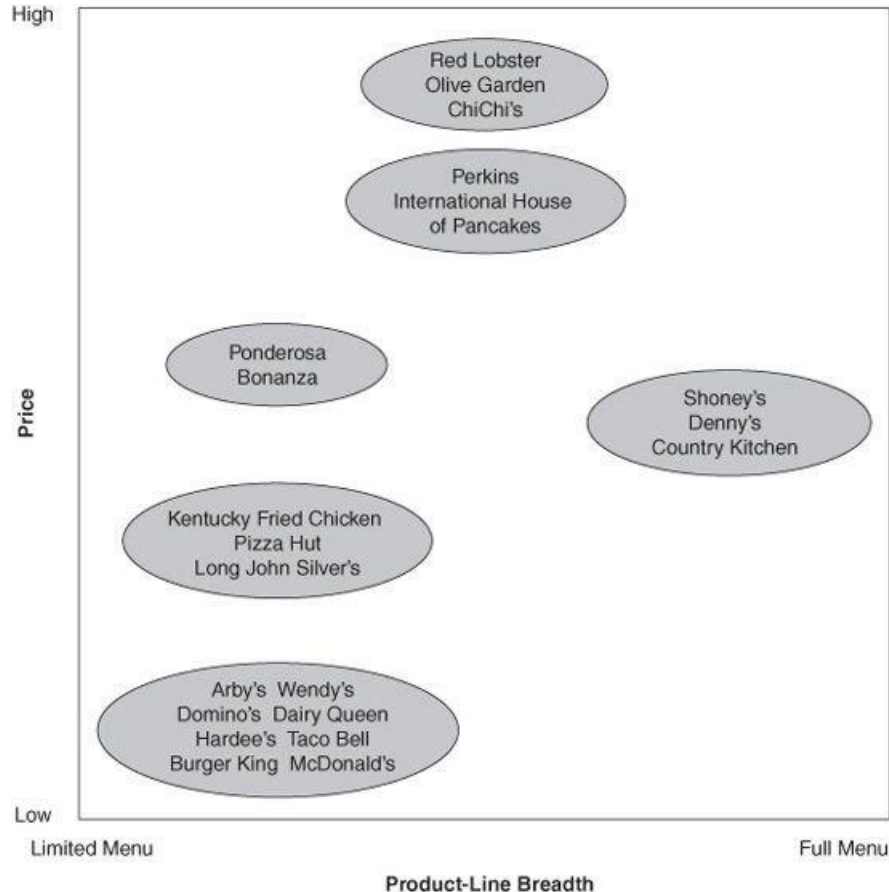 High
Red Lobster
Olive Garden
ChiChi's
Perkins
International House
of Pancakes
Ponderosa
Bonanza
Price
Shoney's
Denny's
Country Kitchen
Kentucky Fried Chicken
Pizza Hut
Long John Silver's
Arby's Wendy's
Domino's Dairy Queen
Hardee's Taco Bell
Burger King McDonald's
Low
Limited Menu
Full Menu
Product-Line Breadth